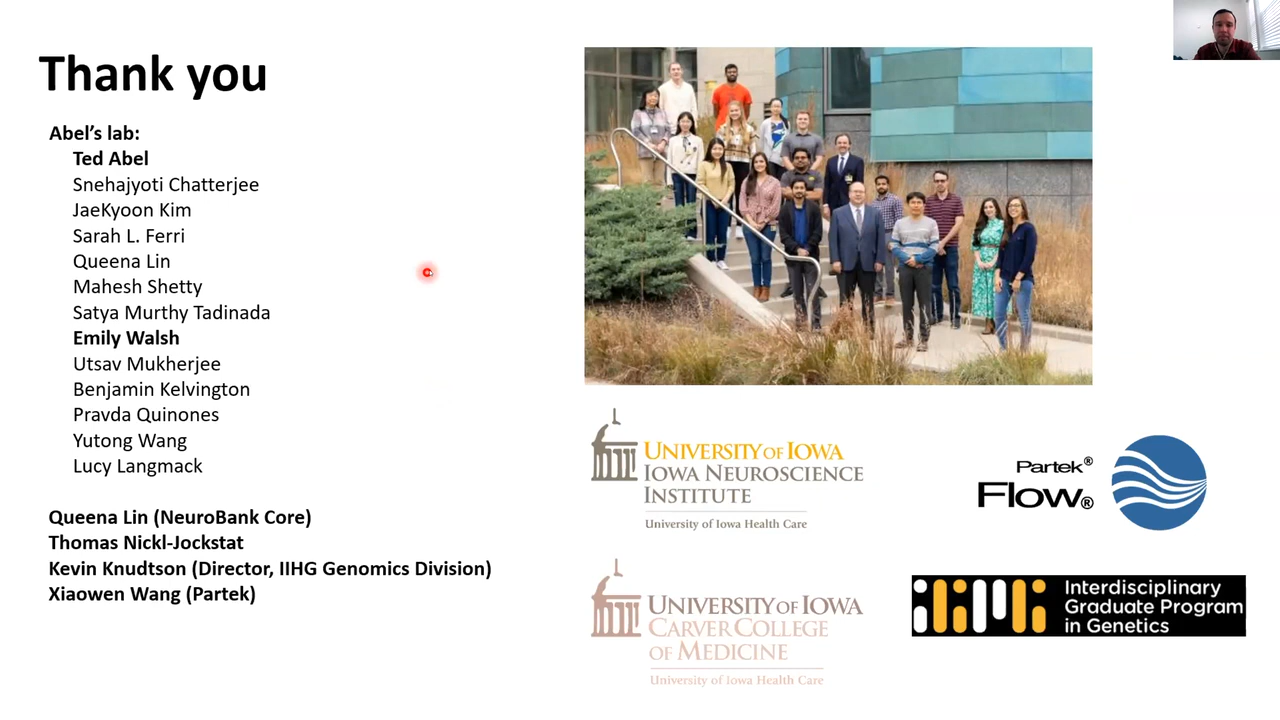 Thank you
Abel's lab:
Ted Abel
Snehajyoti Chatterjee
JaeKyoon Kim
Sarah L. Ferri
Queena Lin
Mahesh Shetty
Satya Murthy Tadinada
Emily Walsh
Utsav Mukherjee
Benjamin Kelvington
Pravda Quinones
Yutong Wang
Lucy Langmack
Queena Lin (NeuroBank Core)
Thomas Nickl-Jockstat
Kevin Knudtson (Director, IIHG Genomics Division)
Xiaowen Wang (Partek)
UNIVERSITY OF IOWA
IOWA NEUROSCIENCE
INSTITUTE
University of Iowa Health Care
Partek®
Flow®
UNIVERSITY OF IOWA
CARVER COLLEGE
OF MEDICINE
University of Iowa Health Care
Interdisciplinary
Graduate Program
in Genetics